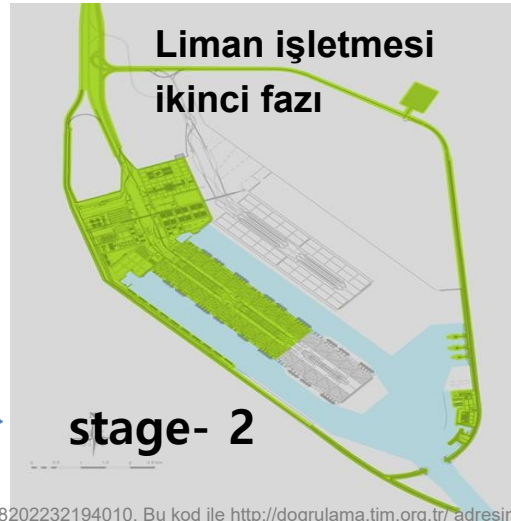 Liman işletmesi
ikinci fazı
stage- 2
8202232194010. Bu kod ile http://dogrulama.tim.org.tr/ adresin